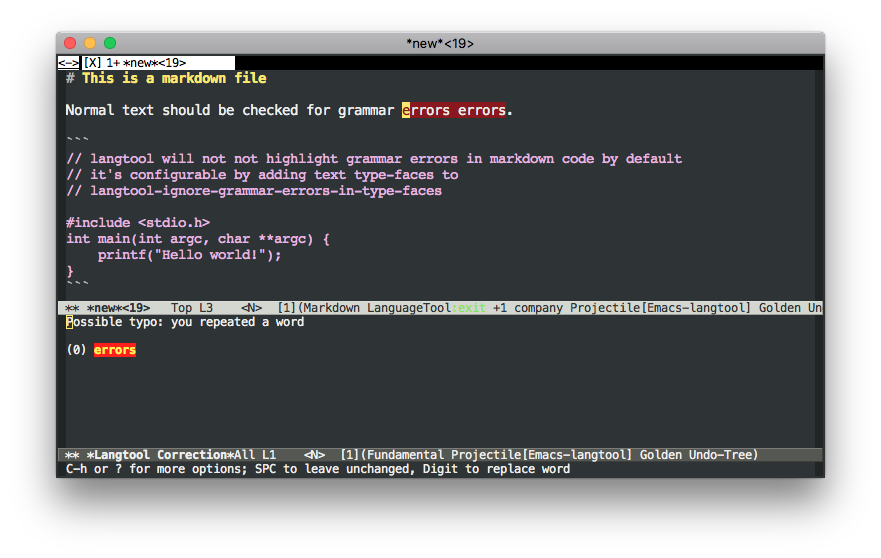 *new*<19>
<—> [X] 1+ *new*<19>
# This is a markdown file
Normal text should be checked for grammar errors errors.
```
// langtool will not not highlight grammar errors in markdown code by default
// it's configurable by adding text type-faces to
// langtool-ignore-grammar-errors-in-type-faces
#include <stdio.h>
int main(int argc, char **argc) {
    printf("Hello world!");
}
```
** *new*<19>   Top L3    <N>  [1](Markdown LanguageTool:exit +1 company Projectile[Emacs-langtool] Golden Un
Possible typo: you repeated a word
(0) errors
** *Langtool Correction*All L1    <N>  [1](Fundamental Projectile[Emacs-langtool] Golden Undo-Tree)
C-h or ? for more options; SPC to leave unchanged, Digit to replace word